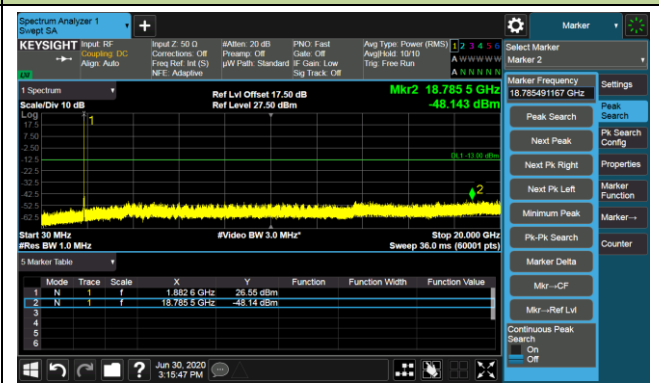 Spectrum Analyzer 1
Swept SA
+
Marker
KEYSIGHT
Input: RF
Coupling: DC
Align: Auto
Input Z: 50 Ω
Corrections: Off
Freq Ref: Int (S)
NFE: Adaptive
#Atten: 20 dB
Preamp: Off
µW Path: Standard
PNO: Fast
Gate: Off
IF Gain: Low
Sig Track: Off
Avg Type: Power (RMS)
Avg|Hold: 10/10
Trig: Free Run
1 2 3 4 5 6
A W W W W W
A N N N N N
Select Marker
Marker 2
Marker Frequency
18.785491167 GHz
Settings
Peak Search
Next Peak
Next Pk Right
Next Pk Left
Minimum Peak
Pk-Pk Search
Marker Delta
Mkr→CF
Mkr→Ref Lvl
Continuous Peak
Search
On
Off
Peak
Search
Pk Search
Config
Properties
Marker
Function
Marker→
Counter
1 Spectrum
Scale/Div 10 dB
Log
Ref Lvl Offset 17.50 dB
Ref Level 27.50 dBm
Mkr2 18.785 5 GHz
-48.143 dBm
17.5
7.50
-2.50
-12.5
-22.5
-32.5
-42.5
-52.5
-62.5
1
DL1 -13.00 dBm
2
Start 30 MHz
#Res BW 1.0 MHz
#Video BW 3.0 MHz*
Stop 20.000 GHz
Sweep 36.0 ms (60001 pts)
5 Marker Table
Mode Trace Scale X Y Function Function Width Function Value
1 N 1 f 1.882 6 GHz 26.55 dBm
2 N 1 f 18.785 5 GHz -48.14 dBm
3
4
5
6
?
Jun 30, 2020
3:15:47 PM